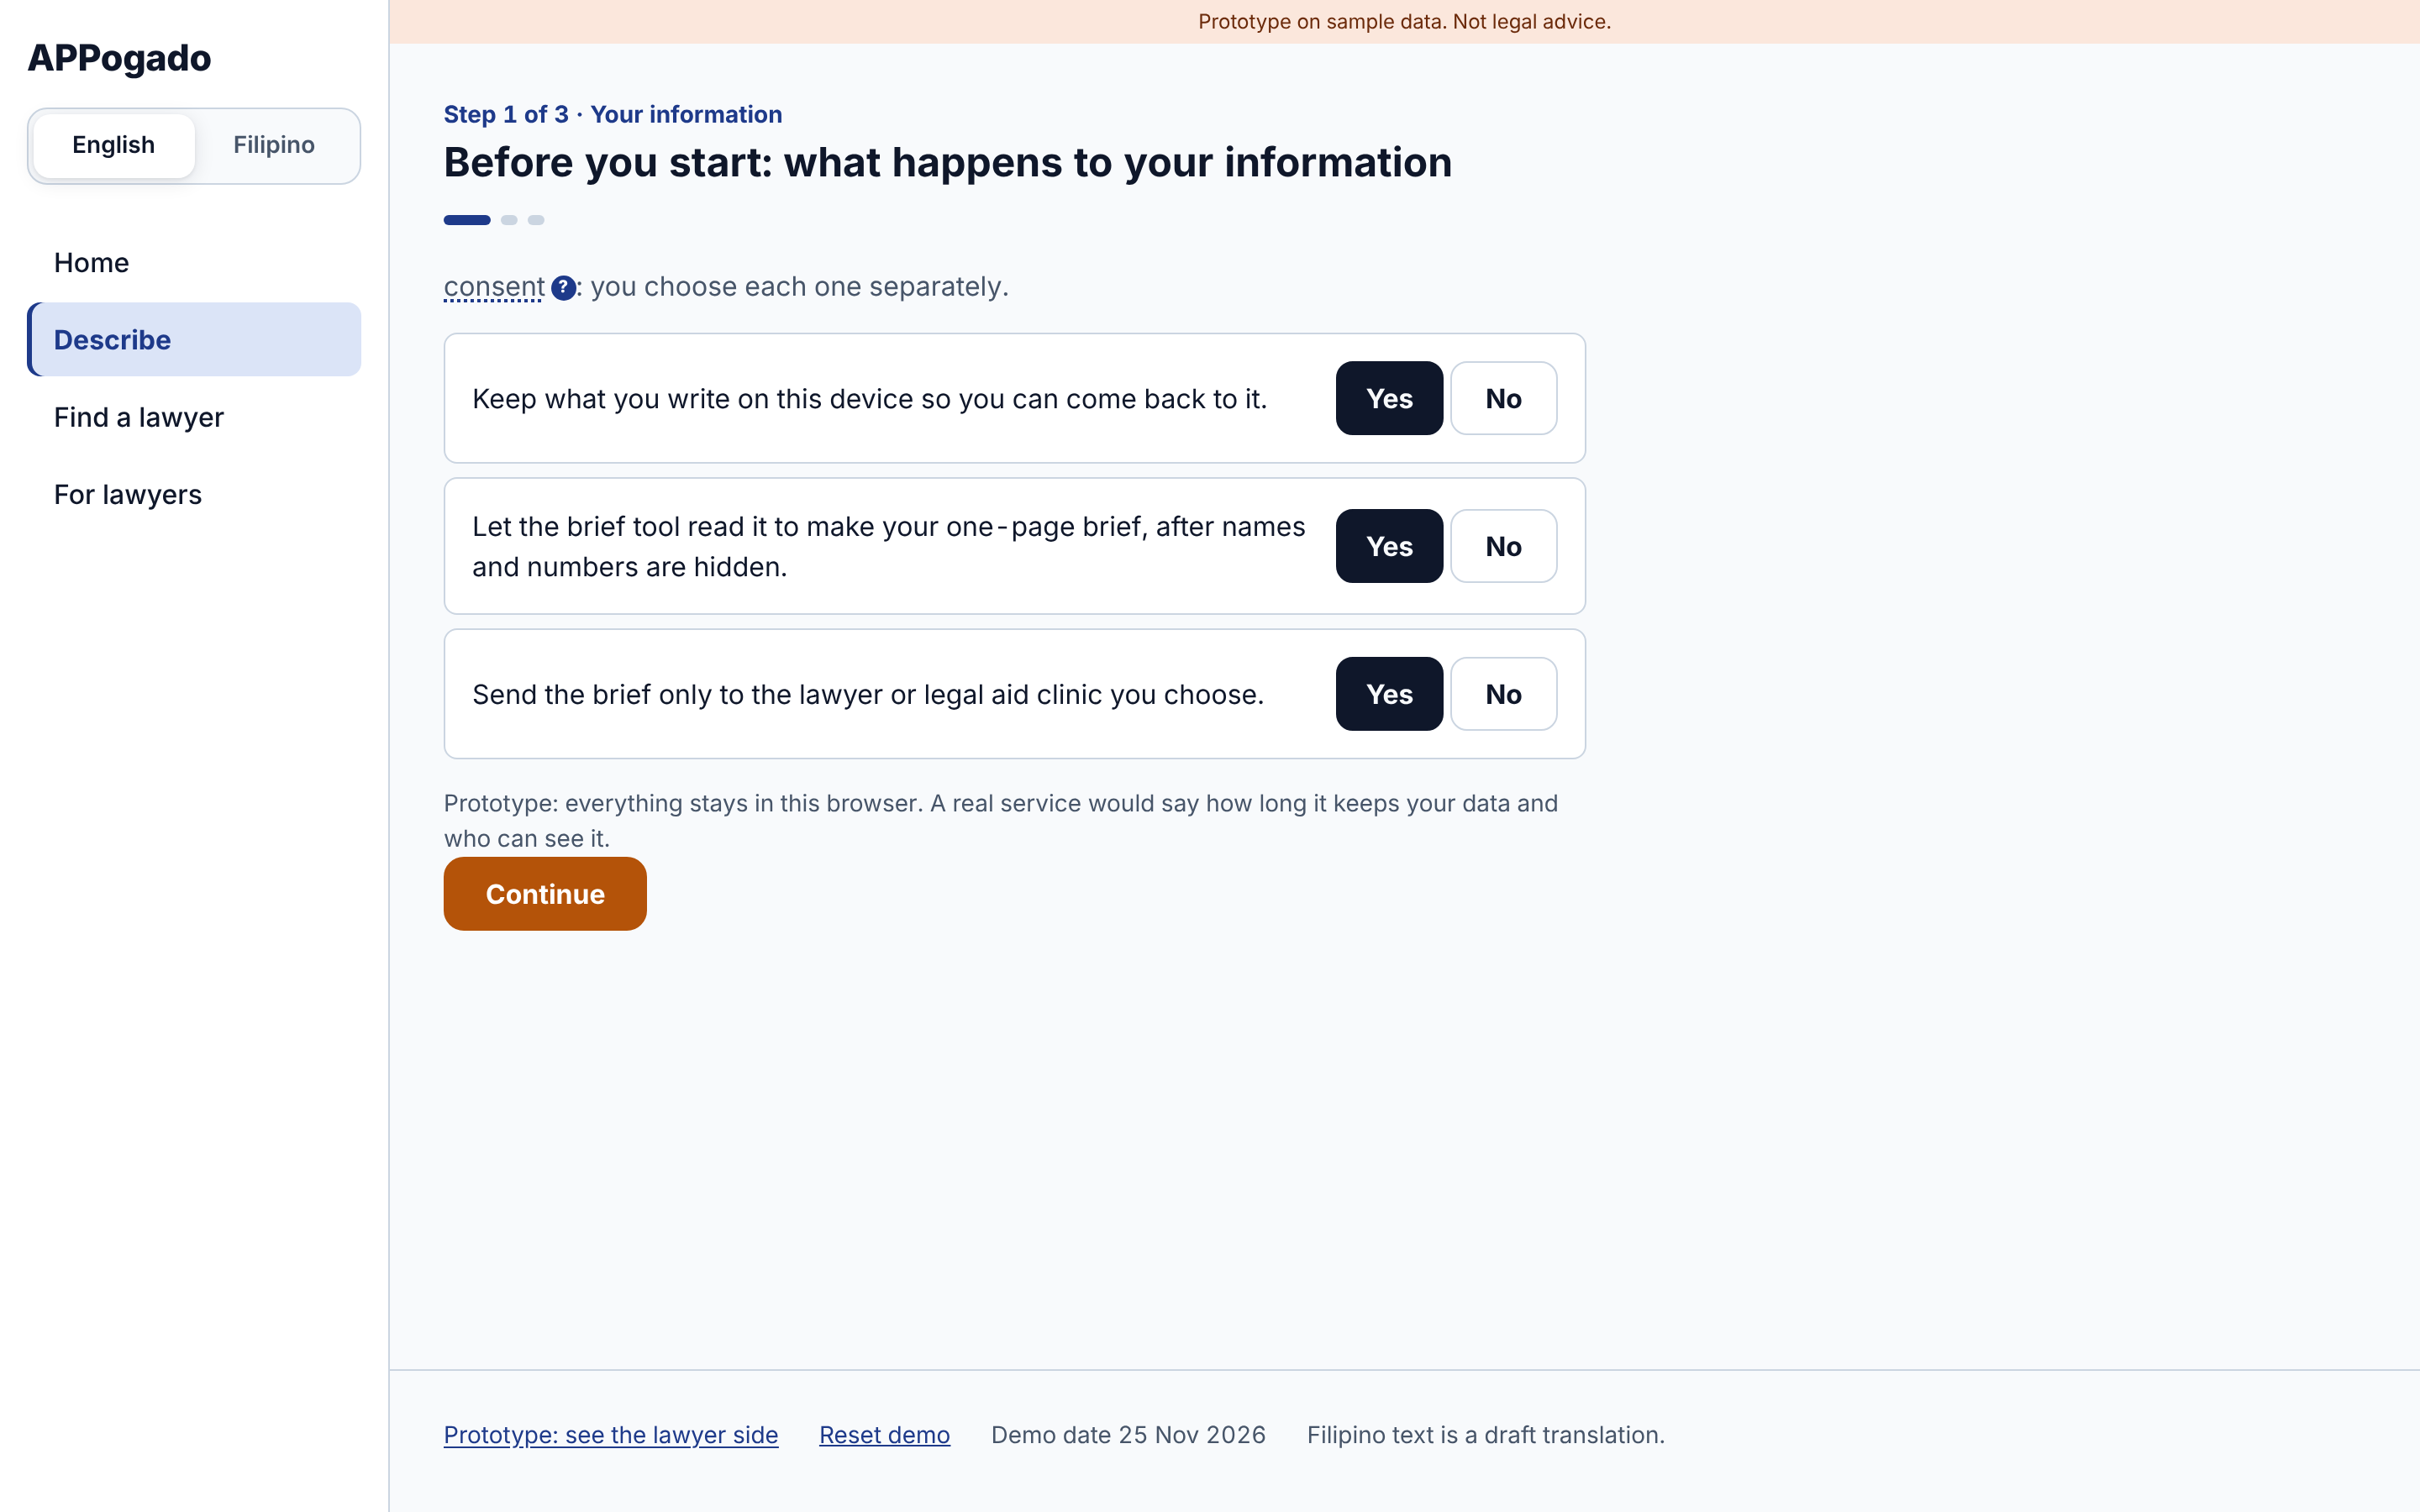 APPogado
English
Filipino
Home
Describe
Find a lawyer
For lawyers
Prototype on sample data. Not legal advice.
Step 1 of 3 · Your information
Before you start: what happens to your information
consent ?: you choose each one separately.
Keep what you write on this device so you can come back to it.
Yes
No
Let the brief tool read it to make your one-page brief, after names
and numbers are hidden.
Yes
No
Send the brief only to the lawyer or legal aid clinic you choose.
Yes
No
Prototype: everything stays in this browser. A real service would say how long it keeps your data and
who can see it.
Continue
Prototype: see the lawyer side
Reset demo
Demo date 25 Nov 2026
Filipino text is a draft translation.